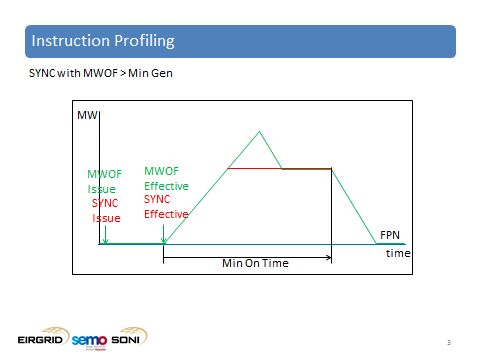 Instruction Profiling
SYNC with MWOF > Min Gen
MW
MWOF
Issue
SYNC
Issue
MWOF
Effective
SYNC
Effective
FPN
time
Min On Time
EIRGRID semo SONI
3